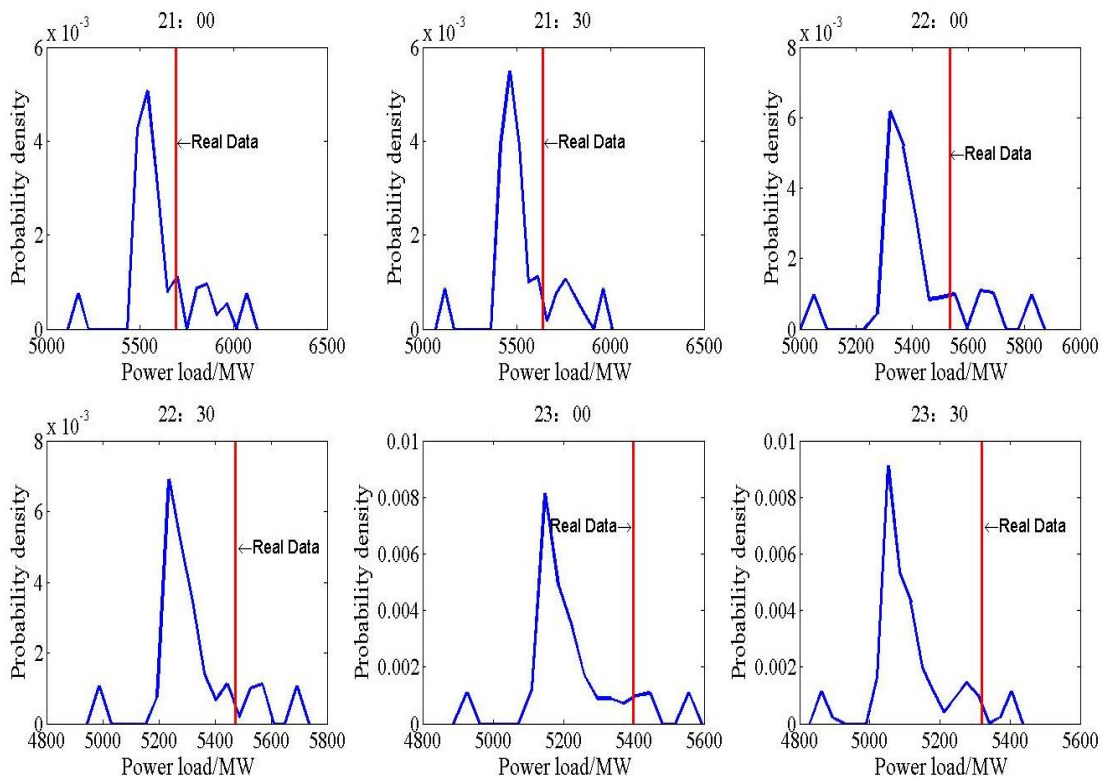 x 10⁻³ 21: 00
6
4
2
0
5000 5500 6000 6500
Probability density
Power load/MW
←Real Data
x 10⁻³ 21: 30
6
4
2
0
5000 5500 6000 6500
Probability density
Power load/MW
←Real Data
x 10⁻³ 22: 00
8
6
4
2
0
5000 5200 5400 5600 5800 6000
Probability density
Power load/MW
←Real Data
x 10⁻³ 22: 30
8
6
4
2
0
4800 5000 5200 5400 5600 5800
Probability density
Power load/MW
←Real Data
23: 00
0.01
0.008
0.006
0.004
0.002
0
4800 5000 5200 5400 5600
Probability density
Power load/MW
Real Data→
23: 30
0.01
0.008
0.006
0.004
0.002
0
4800 5000 5200 5400 5600
Probability density
Power load/MW
←Real Data